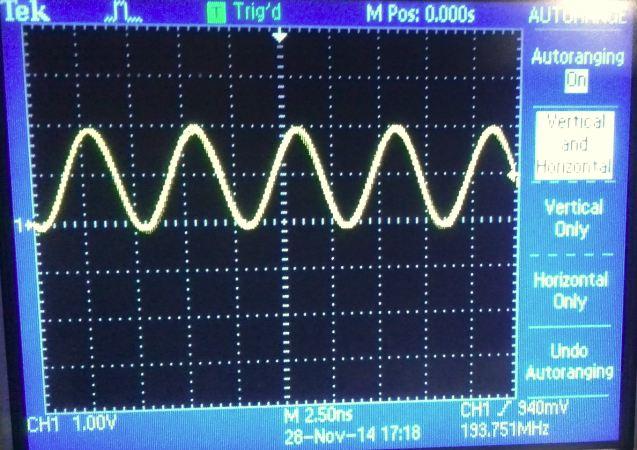 Tek T Trig'd M Pos: 0.000s AUTORANGE
Autoranging
On
Vertical
and
Horizontal
Vertical
Only
Horizontal
Only
Undo
Autoranging
1
CH1 1.00V M 2.50ns CH1 / 940mV
28-Nov-14 17:18 193.751MHz